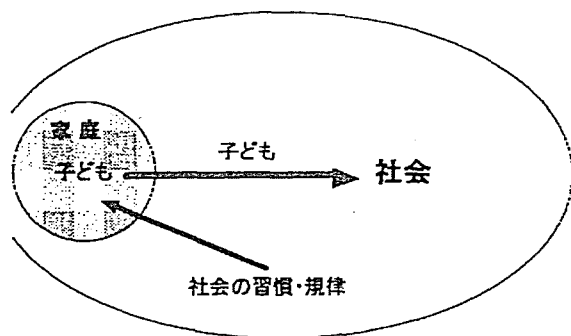 家庭
子ども
子ども
社会
社会の習慣・規律